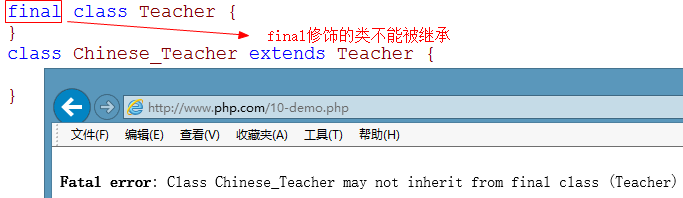 final class Teacher {
}
final修饰的类不能被继承
class Chinese_Teacher extends Teacher {
}
http://www.php.com/10-demo.php
文件(F) 编辑(E) 查看(V) 收藏夹(A) 工具(T) 帮助(H)
Fatal error: Class Chinese_Teacher may not inherit from final class (Teacher)